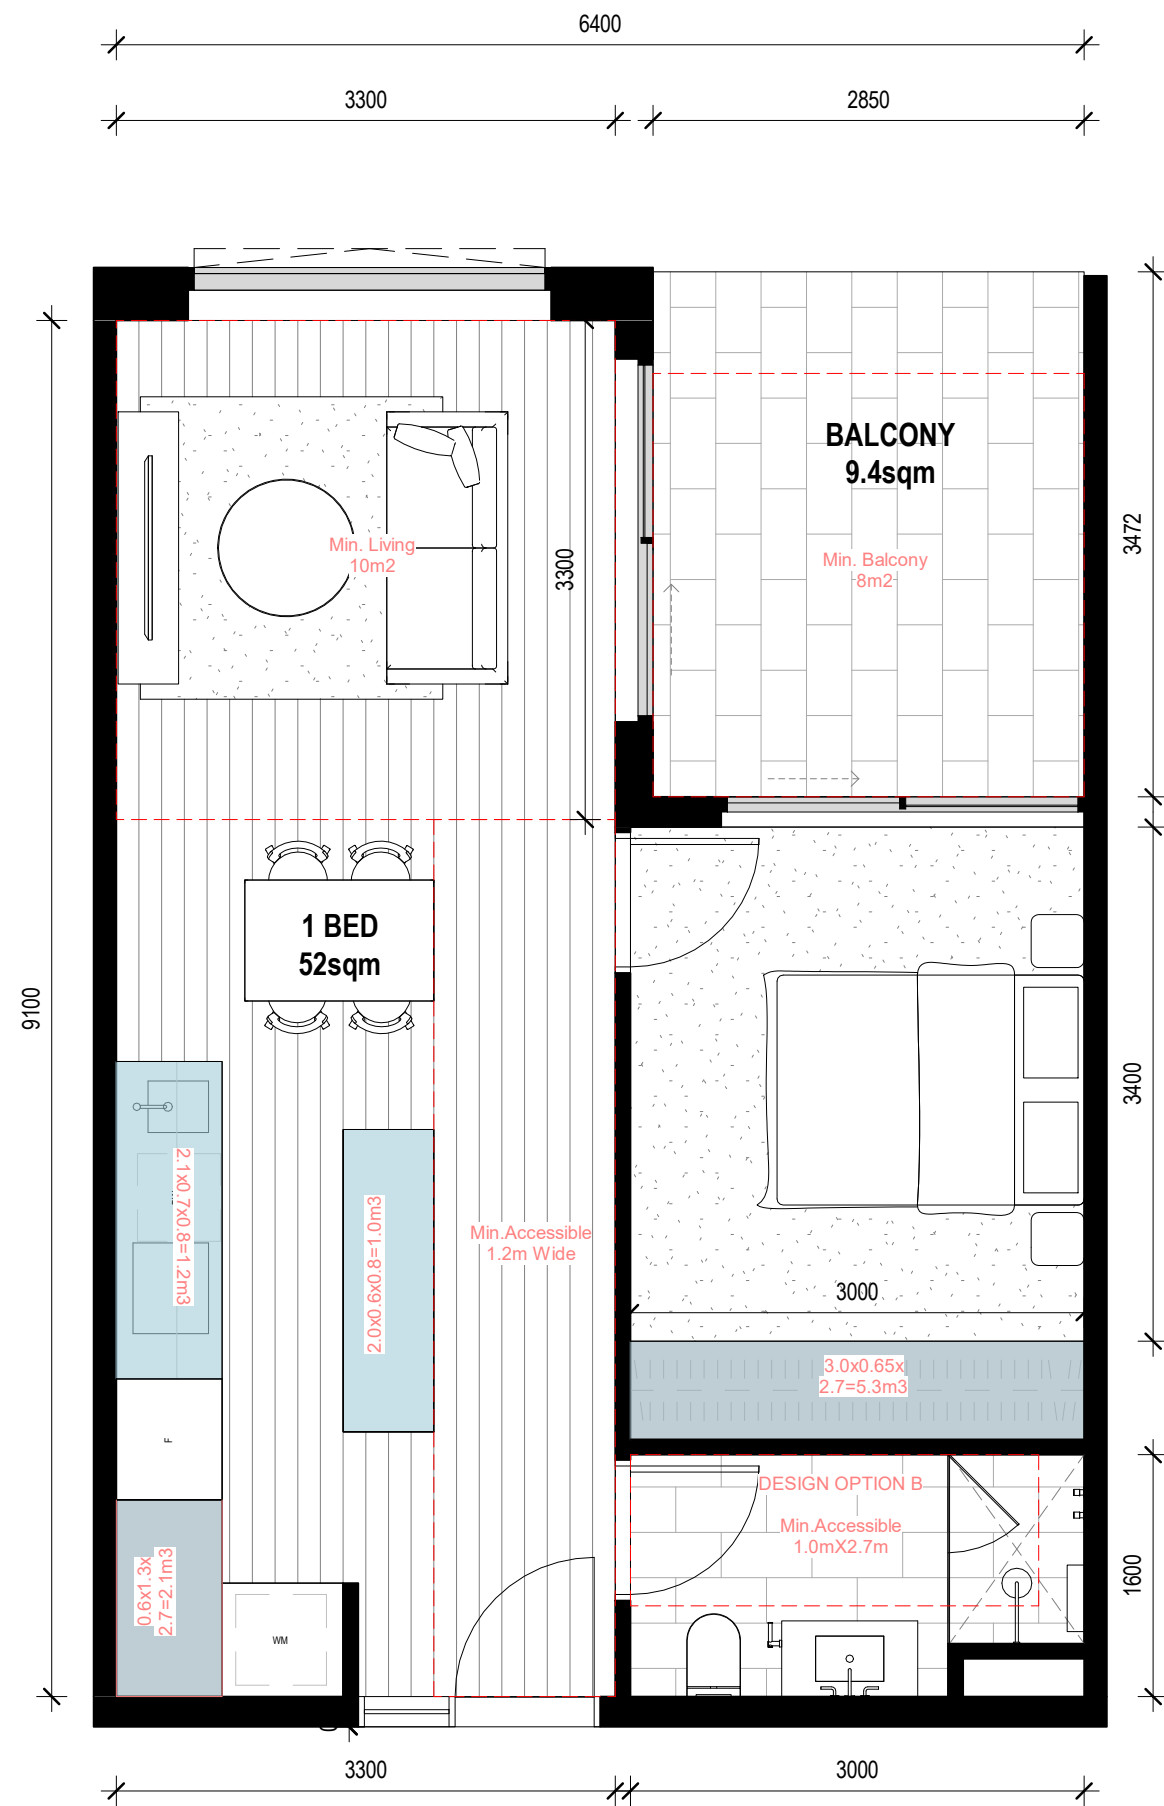 6400
3300
2850
BALCONY
9.4sqm
Min. Balcony
8m2
Min. Living
10m2
3300
3472
1 BED
52sqm
9100
3400
2.1x0.7x0.8=1.2m3
2.0x0.6x0.8=1.0m3
Min.Accessible
1.2m Wide
3000
3.0x0.65x
2.7=5.3m3
F
DESIGN OPTION B
Min.Accessible
1.0mX2.7m
0.6x1.3x
2.7=2.1m3
1600
WM
3300
3000